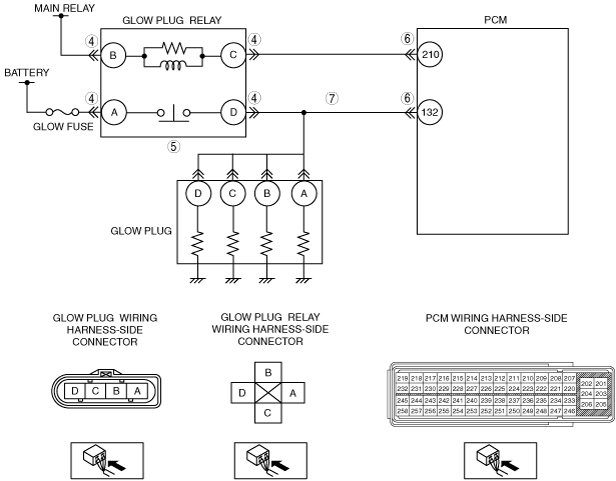 MAIN RELAY
GLOW PLUG RELAY
PCM
4
B
C
4
6
210
BATTERY
4
A
D
4
7
6
132
GLOW FUSE
5
D
C
B
A
GLOW PLUG
GLOW PLUG WIRING
HARNESS-SIDE
CONNECTOR
GLOW PLUG RELAY
WIRING HARNESS-SIDE
CONNECTOR
PCM WIRING HARNESS-SIDE
CONNECTOR
D C B A
B
D A
C
219 218 217 216 215 214 213 212 211 210 209 208 207
232 231 230 229 228 227 226 225 224 223 222 221 220
245 244 243 242 241 240 239 238 237 236 235 234 233
258 257 256 255 254 253 252 251 250 249 248 247 246
202 201
204 203
206 205